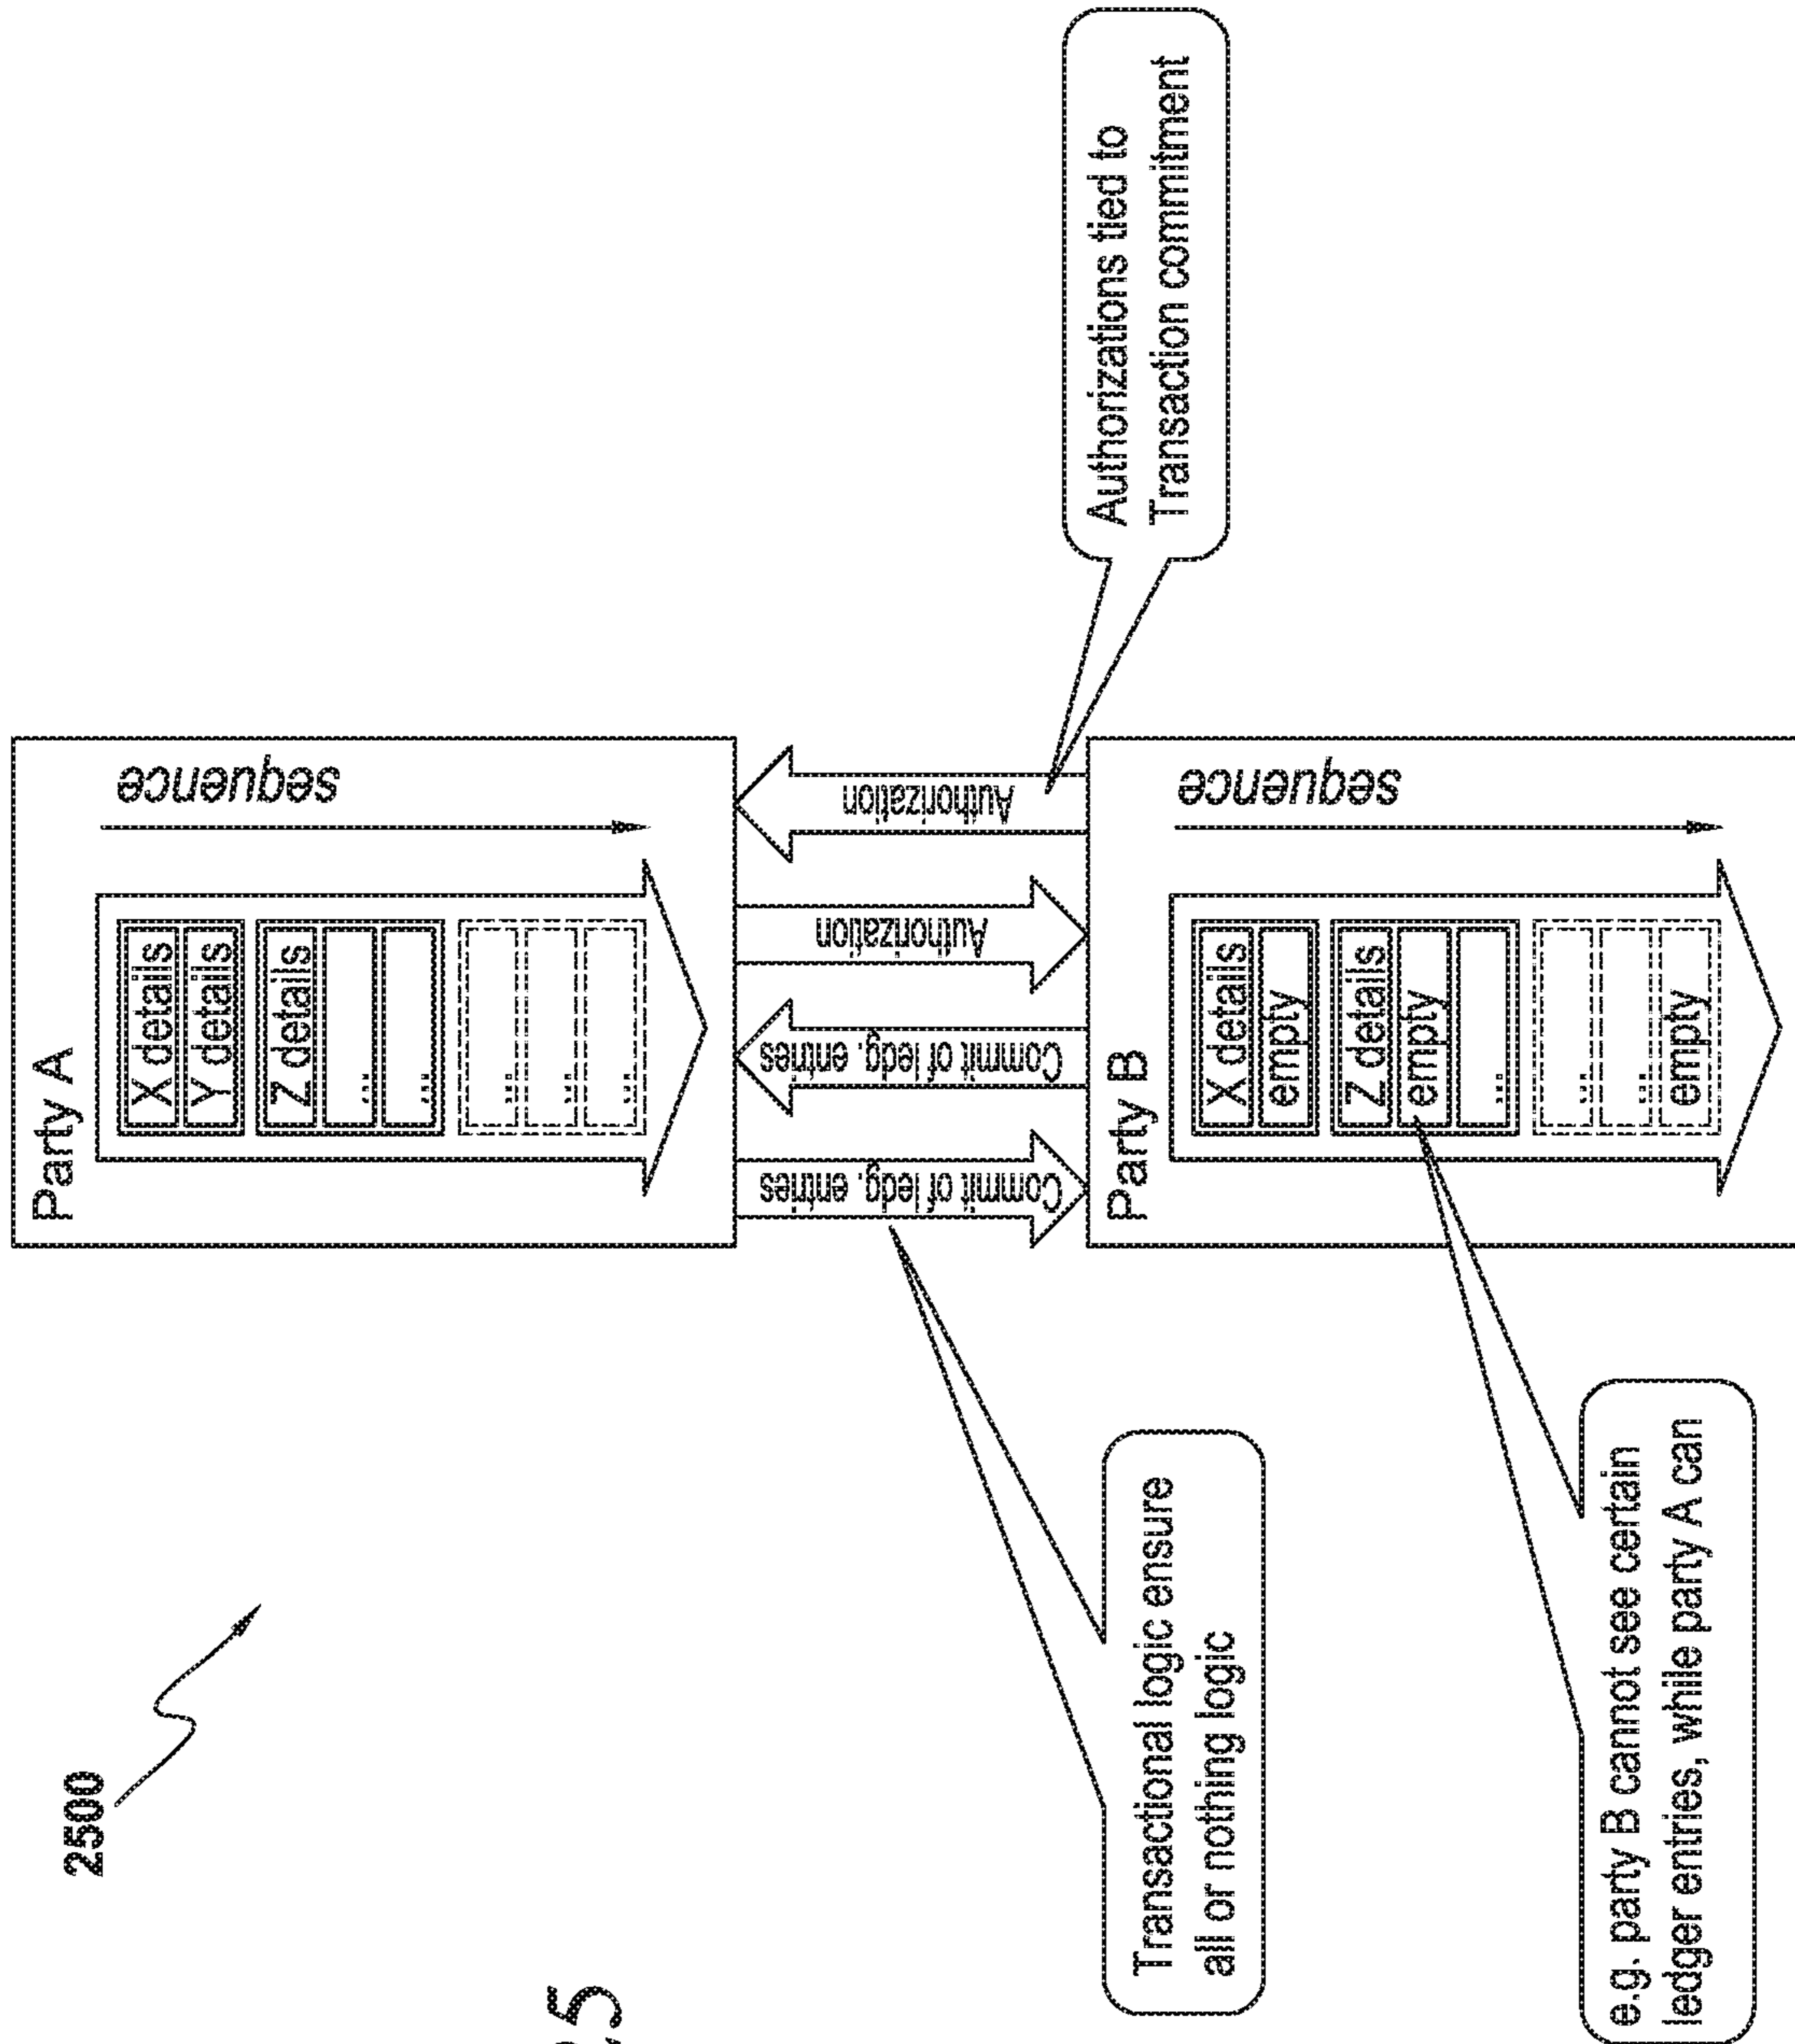 2500
Party A
X details
Y details
Z details
...
...
...
...
...
sequence
Commit of ledg. entries
Commit of ledg. entries
Authorization
Authorization
Transactional logic ensure
all or nothing logic
Authorizations tied to
Transaction commitment
Party B
X details
empty
Z details
empty
...
...
...
empty
sequence
e.g. party B cannot see certain
ledger entries, while party A can
25